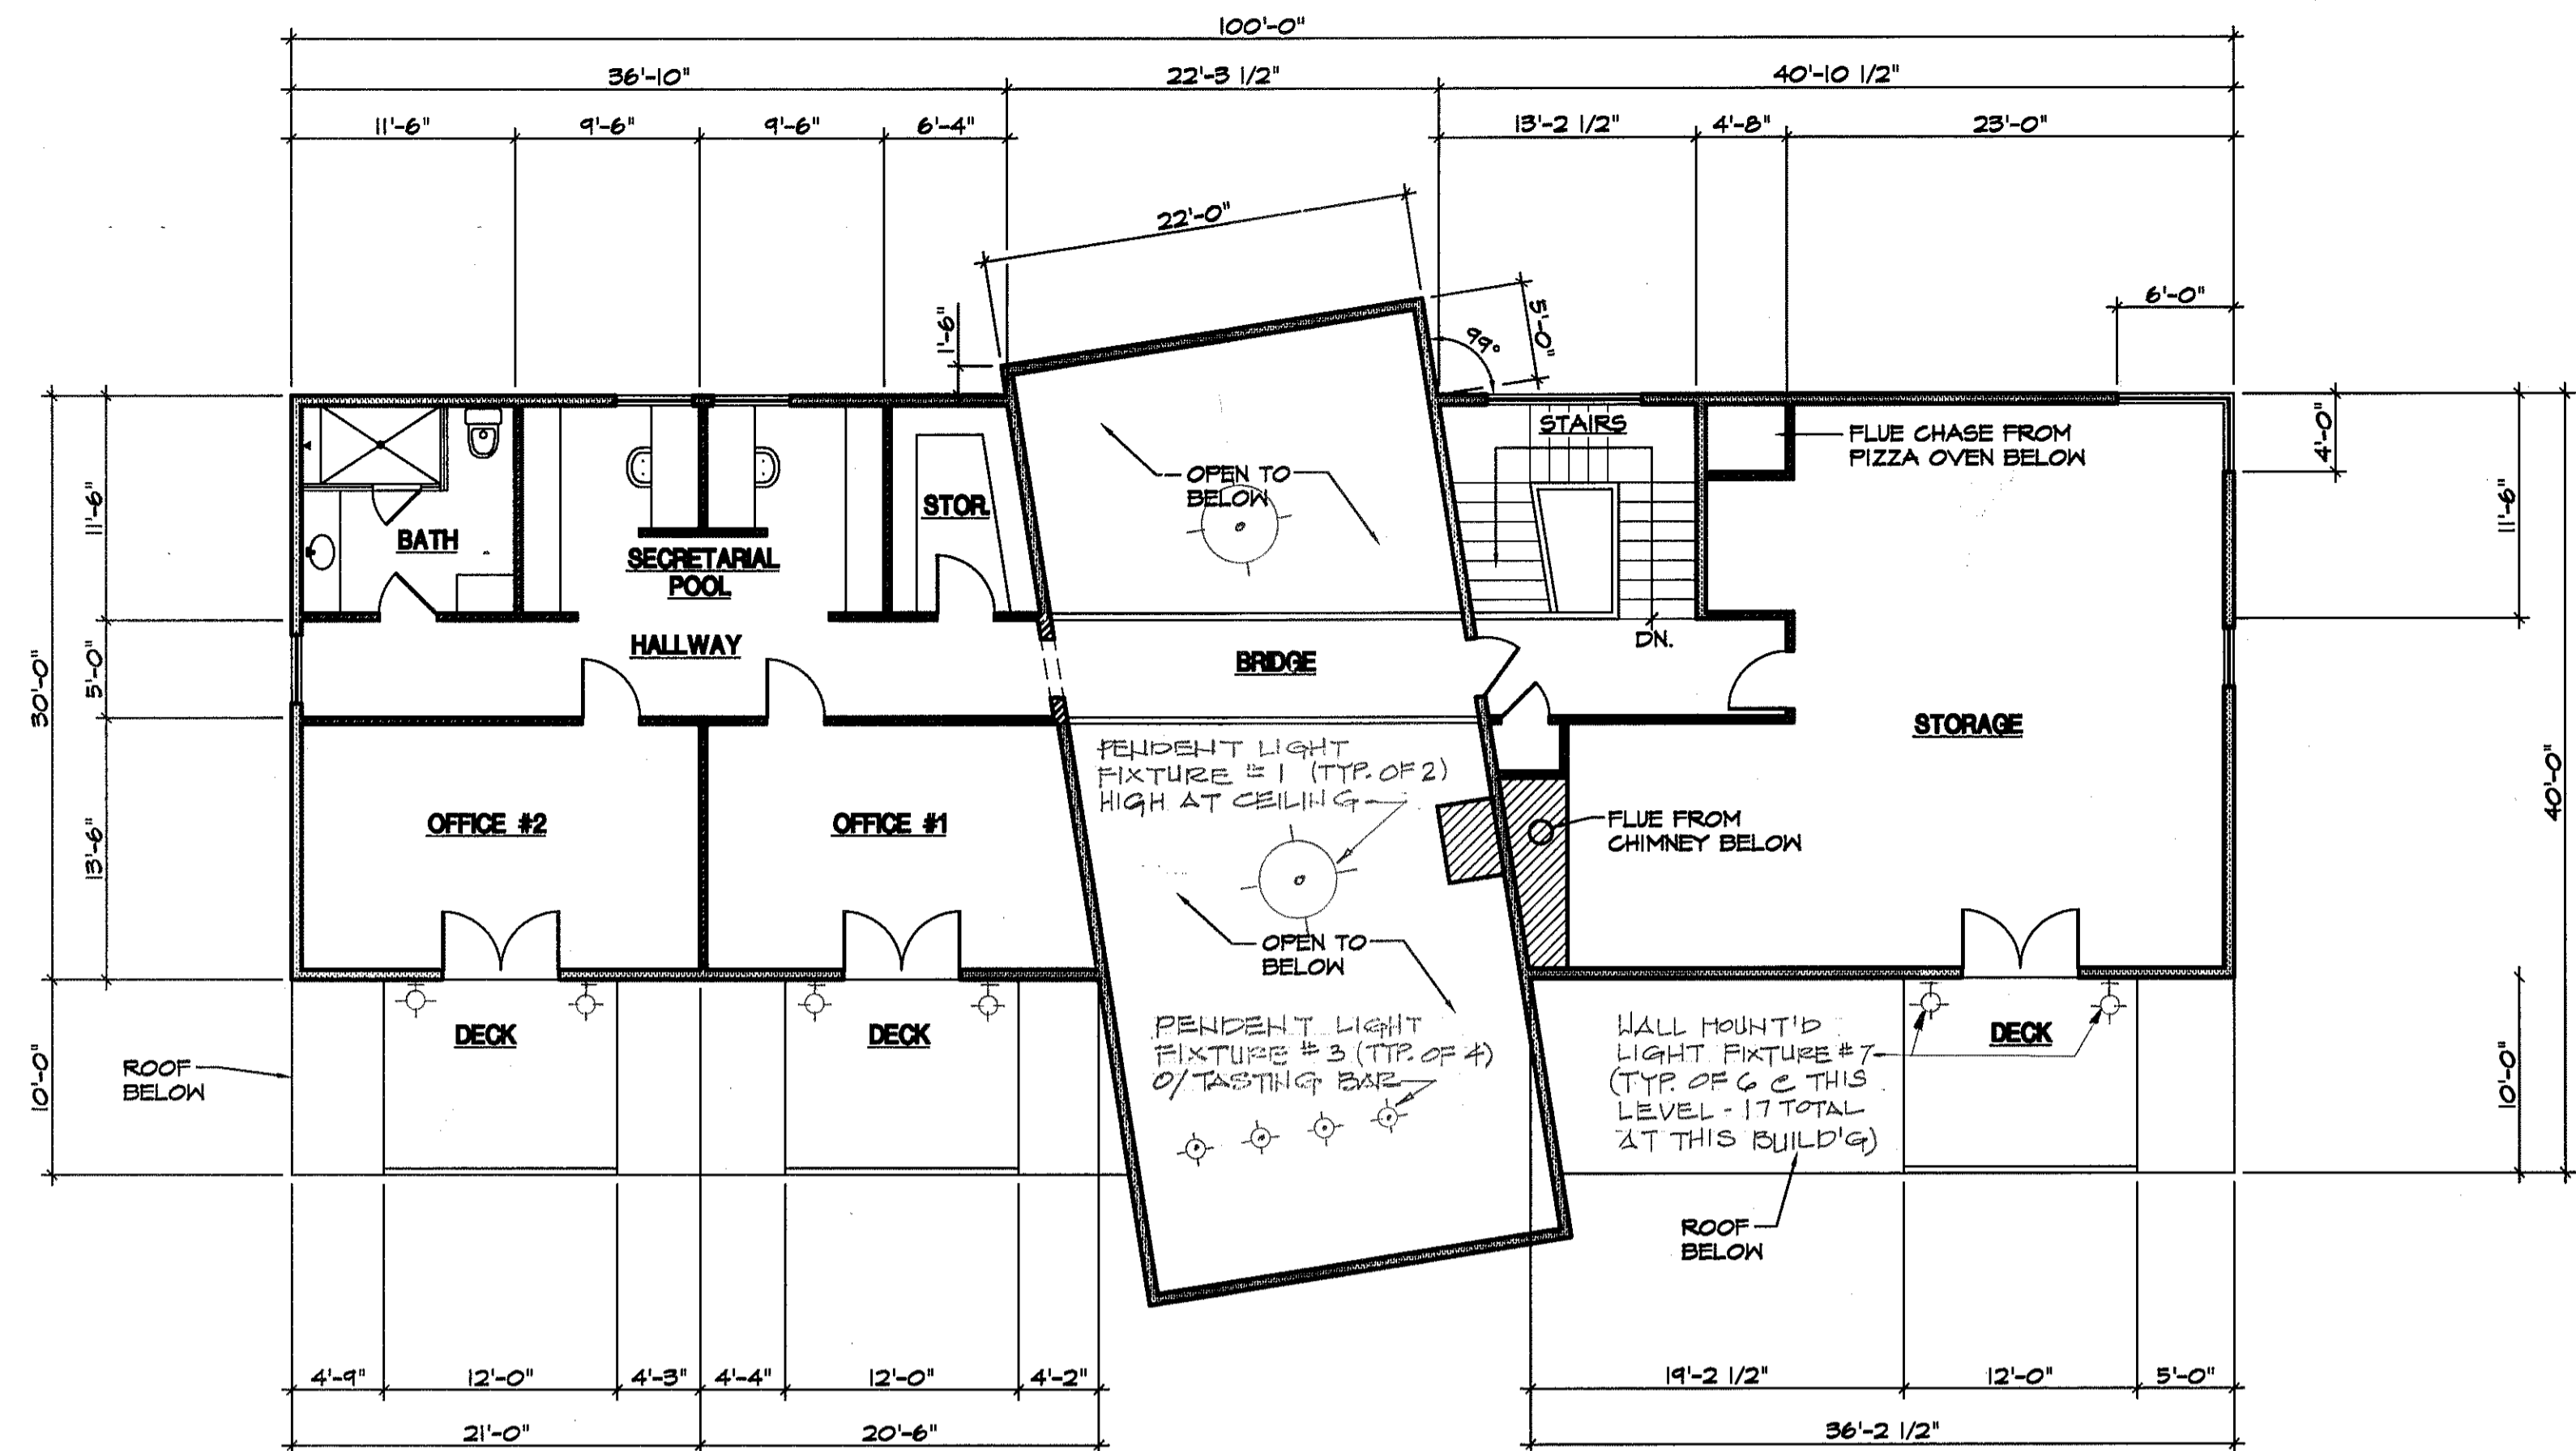 100'-0"
36'-10"
22'-3 1/2"
40'-10 1/2"
11'-6"
9'-6"
9'-6"
6'-4"
13'-2 1/2"
4'-8"
23'-0"
22'-0"
6'-0"
1'-6"
5'-0"
99°
STAIRS
FLUE CHASE FROM
PIZZA OVEN BELOW
4'-0"
OPEN TO
BELOW
11'-6"
STOR.
11'-6"
BATH
SECRETARIAL
POOL
HALLWAY
BRIDGE
DN.
30'-0"
5'-0"
STORAGE
40'-0"
PENDENT LIGHT
FIXTURE # 1 (TYP. OF 2)
HIGH AT CEILING
OFFICE #2
OFFICE #1
FLUE FROM
CHIMNEY BELOW
13'-6"
OPEN TO
BELOW
DECK
DECK
PENDENT LIGHT
FIXTURE # 3 (TYP. OF 4)
O/ TASTING BAR
WALL MOUNT'D
LIGHT FIXTURE #7
(TYP. OF 6 @ THIS
LEVEL - 17 TOTAL
AT THIS BUILD'G)
DECK
ROOF
BELOW
10'-0"
10'-0"
ROOF
BELOW
4'-9"
12'-0"
4'-3"
4'-4"
12'-0"
4'-2"
19'-2 1/2"
12'-0"
5'-0"
21'-0"
20'-6"
36'-2 1/2"